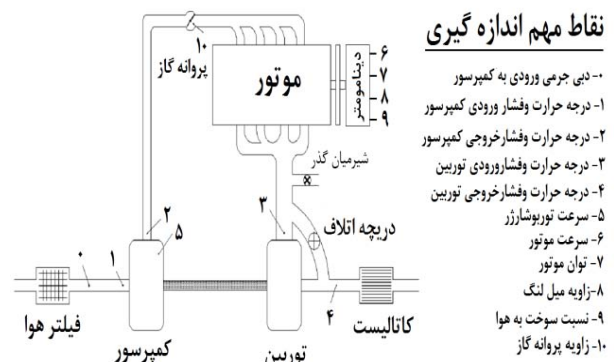 نقاط مهم اندازه گیری
۰- دبی جرمی ورودی به کمپرسور
۱- درجه حرارت وفشار ورودی کمپرسور
۲- درجه حرارت وفشارخروجی کمپرسور
۳- درجه حرارت وفشارورودی توربین
۴- درجه حرارت وفشارخروجی توربین
۵- سرعت توربوشارژر
۶- سرعت موتور
۷- توان موتور
۸-زاویه میل لنگ
۹- نسبت سوخت به هوا
۱۰- زاویه پروانه گاز
۱۰
پروانه گاز
موتور
دینامومتر
۶
۷
۸
۹
شیرمیان گذر
دریچه اتلاف
۲
۵
۳
۰
۱
۴
فیلتر هوا
کمپرسور
توربین
کاتالیست